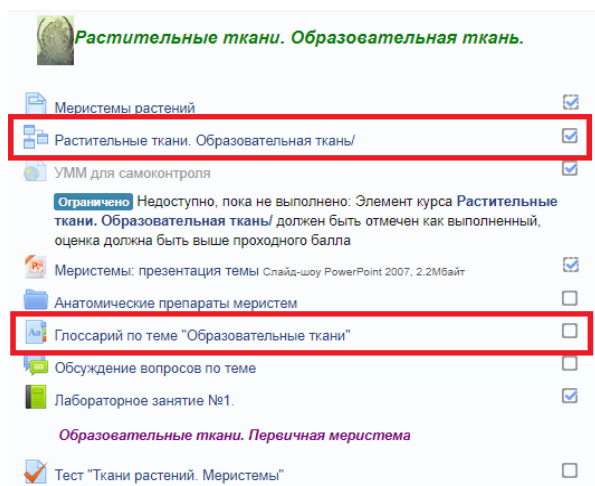 Растительные ткани. Образовательная ткань.
Меристемы растений
Растительные ткани. Образовательная ткань/
УММ для самоконтроля
Ограничено Недоступно, пока не выполнено: Элемент курса Растительные
ткани. Образовательная ткань/ должен быть отмечен как выполненный,
оценка должна быть выше проходного балла
Меристемы: презентация темы Слайд-шоу PowerPoint 2007, 2.2Мбайт
Анатомические препараты меристем
Aa
Глоссарий по теме "Образовательные ткани"
Обсуждение вопросов по теме
Лабораторное занятие №1.
Образовательные ткани. Первичная меристема
Тест "Ткани растений. Меристемы"